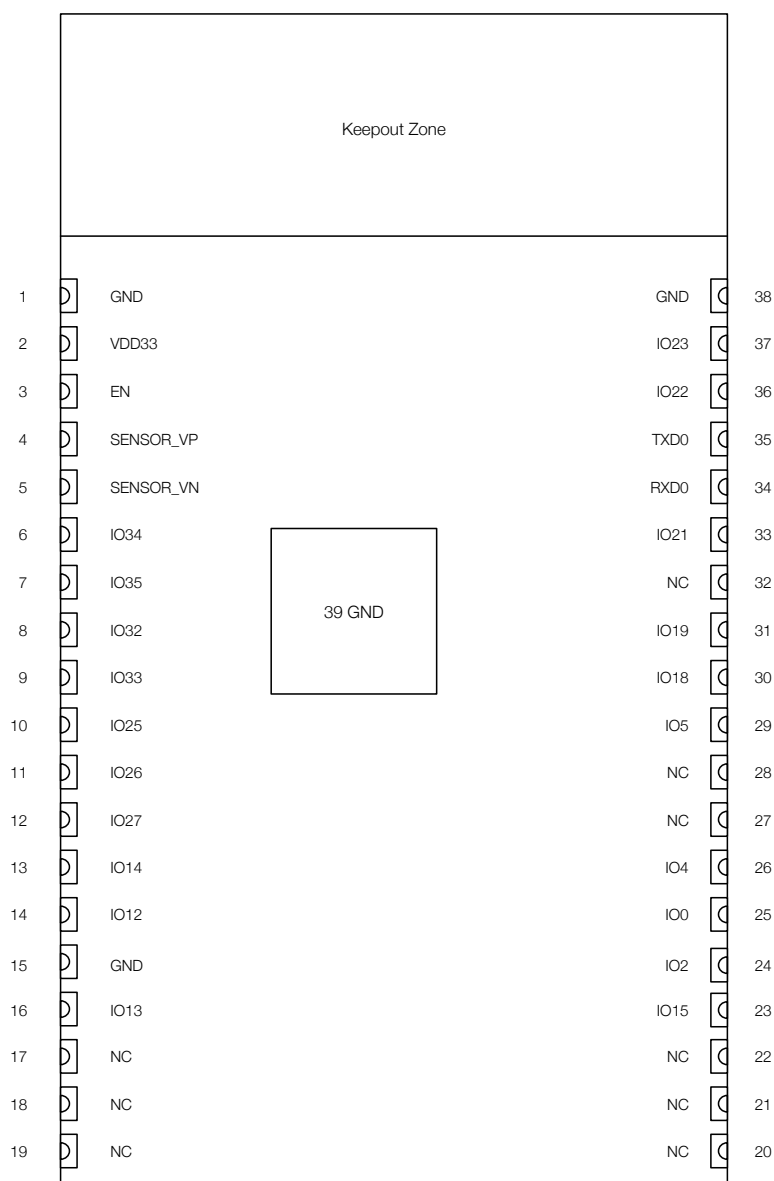 Keepout Zone
1 GND GND 38
2 VDD33 IO23 37
3 EN IO22 36
4 SENSOR_VP TXD0 35
5 SENSOR_VN RXD0 34
6 IO34 IO21 33
7 IO35 NC 32
39 GND
8 IO32 IO19 31
9 IO33 IO18 30
10 IO25 IO5 29
11 IO26 NC 28
12 IO27 NC 27
13 IO14 IO4 26
14 IO12 IO0 25
15 GND IO2 24
16 IO13 IO15 23
17 NC NC 22
18 NC NC 21
19 NC NC 20